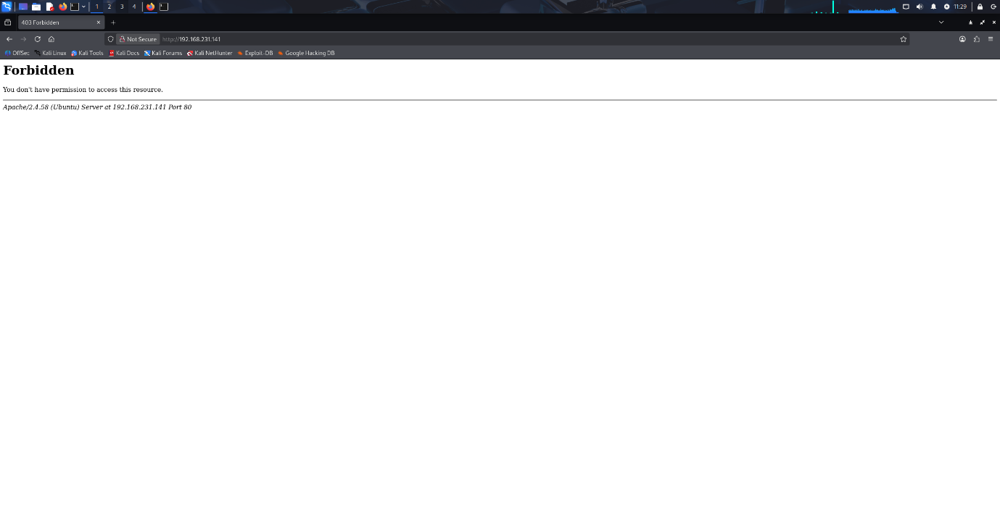 1 2 3 4 11:29
403 Forbidden
Not Secure http://192.168.231.141
OffSec Kali Linux Kali Tools Kali Docs Kali Forums Kali NetHunter Exploit-DB Google Hacking DB
Forbidden
You don't have permission to access this resource.
Apache/2.4.58 (Ubuntu) Server at 192.168.231.141 Port 80